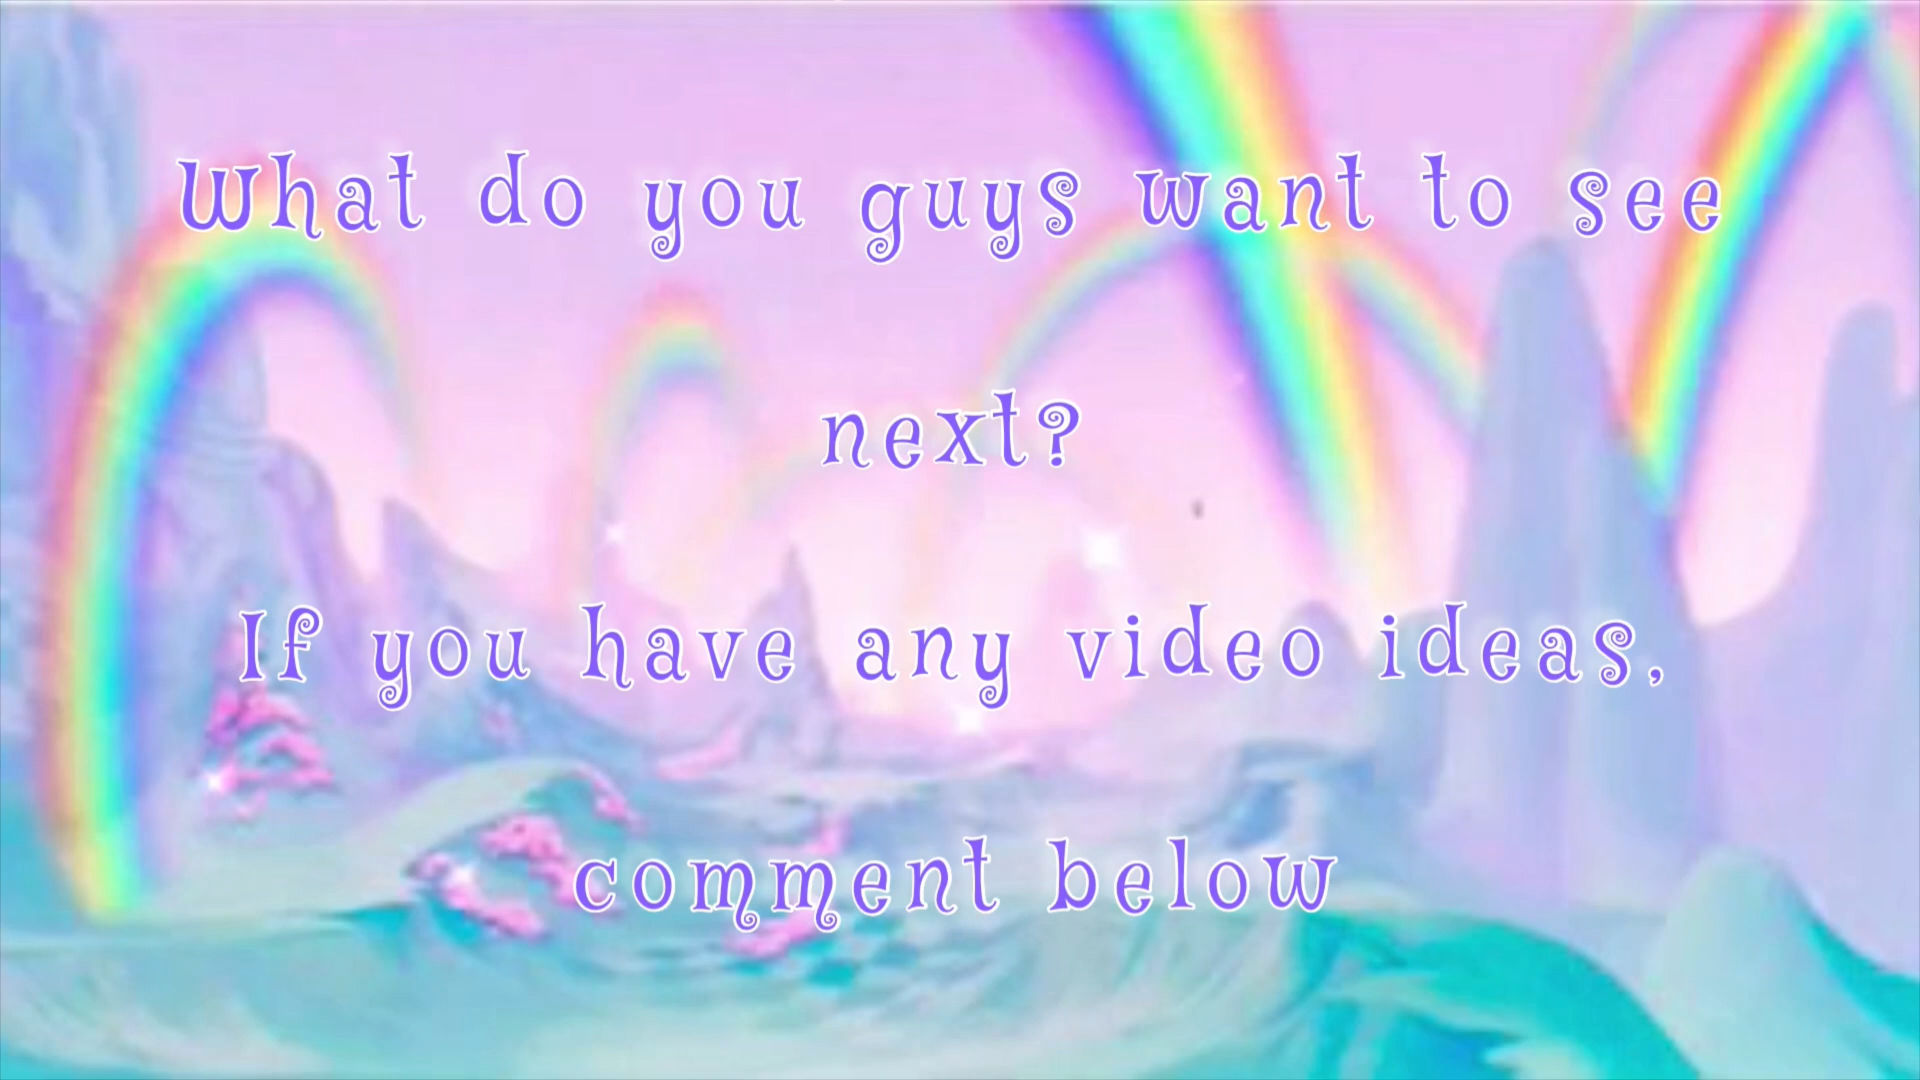 What do you guys want to see
next?
If you have any video ideas,
comment below